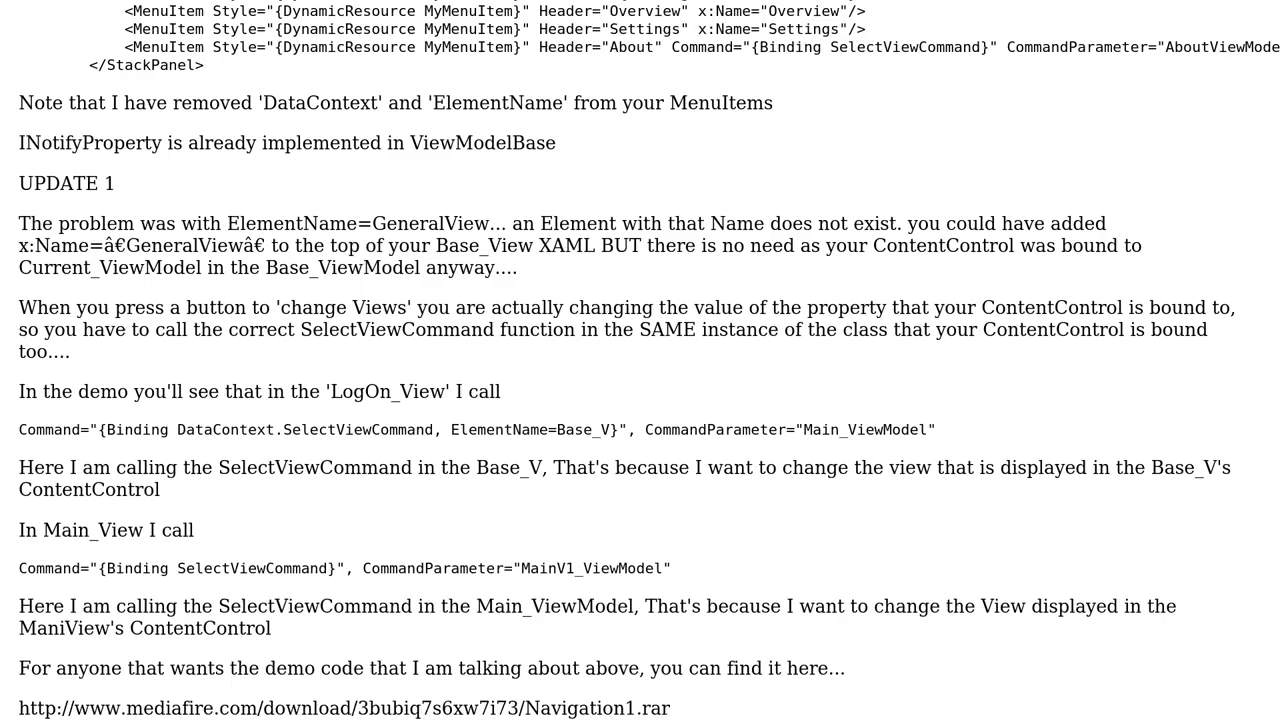 <MenuItem Style="{DynamicResource MyMenuItem}" Header="Overview" x:Name="Overview"/>
<MenuItem Style="{DynamicResource MyMenuItem}" Header="Settings" x:Name="Settings"/>
<MenuItem Style="{DynamicResource MyMenuItem}" Header="About" Command="{Binding SelectViewCommand}" CommandParameter="AboutViewMode
</StackPanel>
Note that I have removed 'DataContext' and 'ElementName' from your MenuItems
INotifyProperty is already implemented in ViewModelBase
UPDATE 1
The problem was with ElementName=GeneralView... an Element with that Name does not exist. you could have added
x:Name=â€GeneralViewâ€ to the top of your Base_View XAML BUT there is no need as your ContentControl was bound to
Current_ViewModel in the Base_ViewModel anyway....
When you press a button to 'change Views' you are actually changing the value of the property that your ContentControl is bound to,
so you have to call the correct SelectViewCommand function in the SAME instance of the class that your ContentControl is bound
too....
In the demo you'll see that in the 'LogOn_View' I call
Command="{Binding DataContext.SelectViewCommand, ElementName=Base_V}", CommandParameter="Main_ViewModel"
Here I am calling the SelectViewCommand in the Base_V, That's because I want to change the view that is displayed in the Base_V's
ContentControl
In Main_View I call
Command="{Binding SelectViewCommand}", CommandParameter="MainV1_ViewModel"
Here I am calling the SelectViewCommand in the Main_ViewModel, That's because I want to change the View displayed in the
ManiView's ContentControl
For anyone that wants the demo code that I am talking about above, you can find it here...
http://www.mediafire.com/download/3bubiq7s6xw7i73/Navigation1.rar